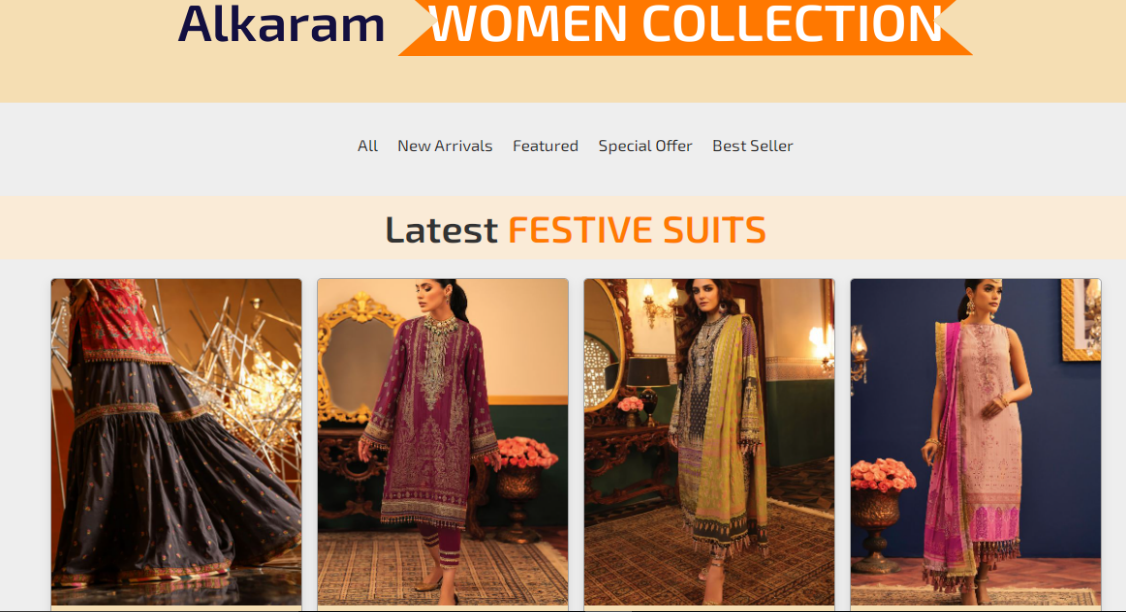 Alkaram WOMEN COLLECTION
All New Arrivals Featured Special Offer Best Seller
Latest FESTIVE SUITS